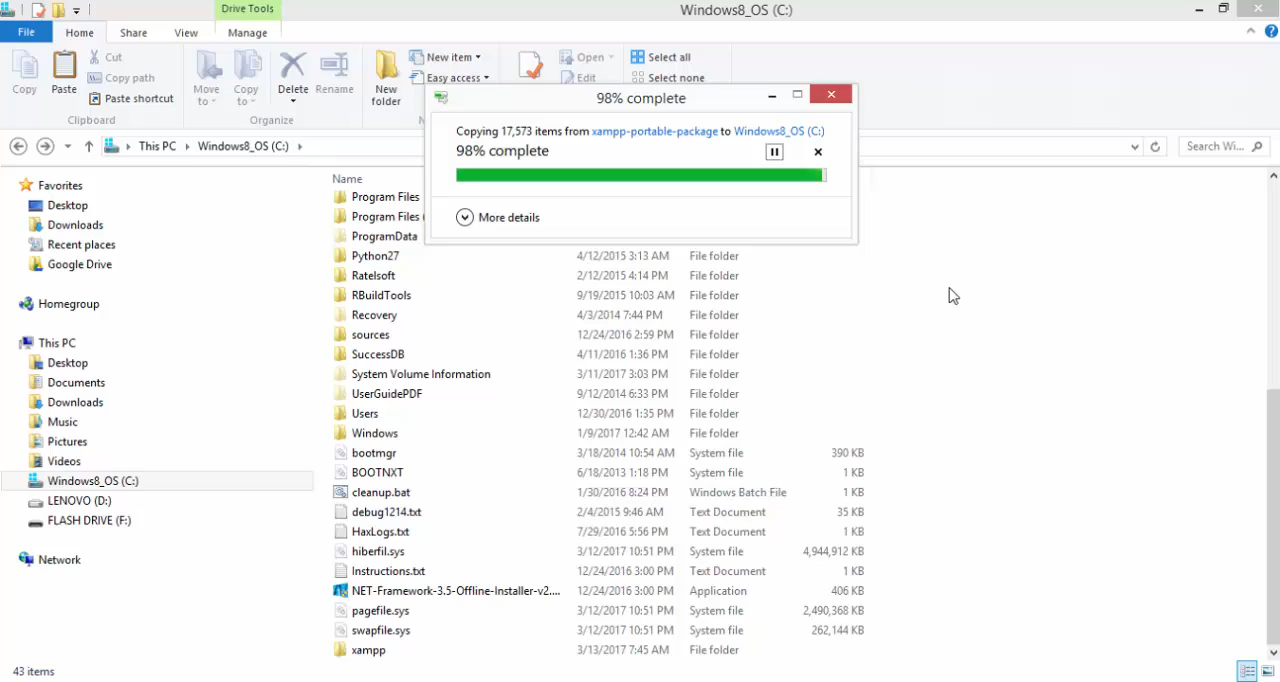 Drive Tools
Windows8_OS (C:)
File
Home
Share
View
Manage
Copy
Paste
Cut
Copy path
Paste shortcut
Clipboard
Move to
Copy to
Delete
Rename
Organize
New folder
New item
Easy access
Open
Edit
Select all
Select none
98% complete
Copying 17,573 items from xampp-portable-package to Windows8_OS (C:)
98% complete
More details
This PC
Windows8_OS (C:)
Search Wi...
Favorites
Desktop
Downloads
Recent places
Google Drive
Homegroup
This PC
Desktop
Documents
Downloads
Music
Pictures
Videos
Windows8_OS (C:)
LENOVO (D:)
FLASH DRIVE (F:)
Network
Name
Program Files
Program Files
ProgramData
Python27 4/12/2015 3:13 AM File folder
Ratelsoft 2/12/2015 4:14 PM File folder
RBuildTools 9/19/2015 10:03 AM File folder
Recovery 4/3/2014 7:44 PM File folder
sources 12/24/2016 2:59 PM File folder
SuccessDB 4/11/2016 1:36 PM File folder
System Volume Information 3/11/2017 3:03 PM File folder
UserGuidePDF 9/12/2014 6:33 PM File folder
Users 12/30/2016 1:35 PM File folder
Windows 1/9/2017 12:42 AM File folder
bootmgr 3/18/2014 10:54 AM System file 390 KB
BOOTNXT 6/18/2013 1:18 PM System file 1 KB
cleanup.bat 1/30/2016 8:24 PM Windows Batch File 1 KB
debug1214.txt 2/4/2015 9:46 AM Text Document 35 KB
HaxLogs.txt 7/29/2016 5:56 PM Text Document 1 KB
hiberfil.sys 3/12/2017 10:51 PM System file 4,944,912 KB
Instructions.txt 12/24/2016 3:00 PM Text Document 1 KB
NET-Framework-3.5-Offline-Installer-v2.... 12/24/2016 3:00 PM Application 406 KB
pagefile.sys 3/12/2017 10:51 PM System file 2,490,368 KB
swapfile.sys 3/12/2017 10:51 PM System file 262,144 KB
xampp 3/13/2017 7:45 AM File folder
43 items